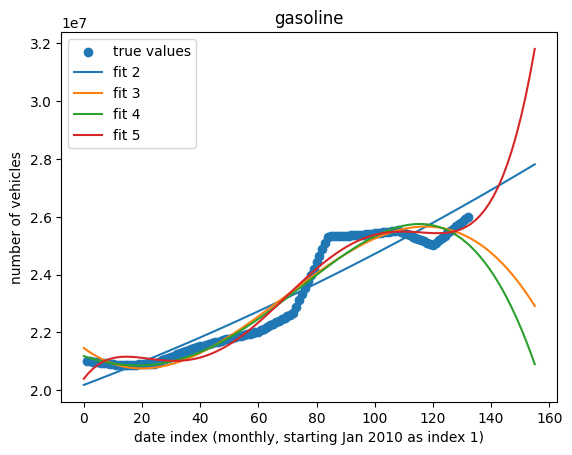 gasoline
1e7
true values
fit 2
fit 3
fit 4
fit 5
3.2
3.0
2.8
2.6
2.4
2.2
2.0
number of vehicles
0 20 40 60 80 100 120 140 160
date index (monthly, starting Jan 2010 as index 1)